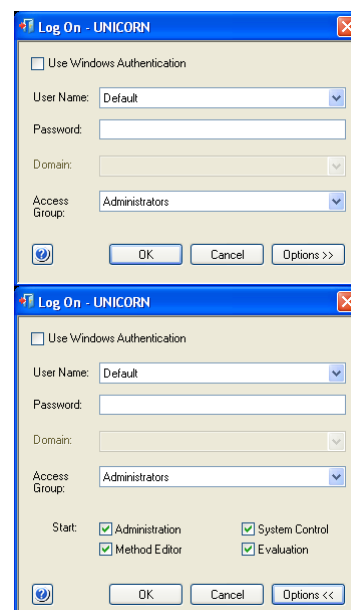 Log On - UNICORN
Use Windows Authentication
User Name: Default
Password:
Domain:
Access Group: Administrators
OK Cancel Options >>
Log On - UNICORN
Use Windows Authentication
User Name: Default
Password:
Domain:
Access Group: Administrators
Start: Administration System Control
Method Editor Evaluation
OK Cancel Options <<